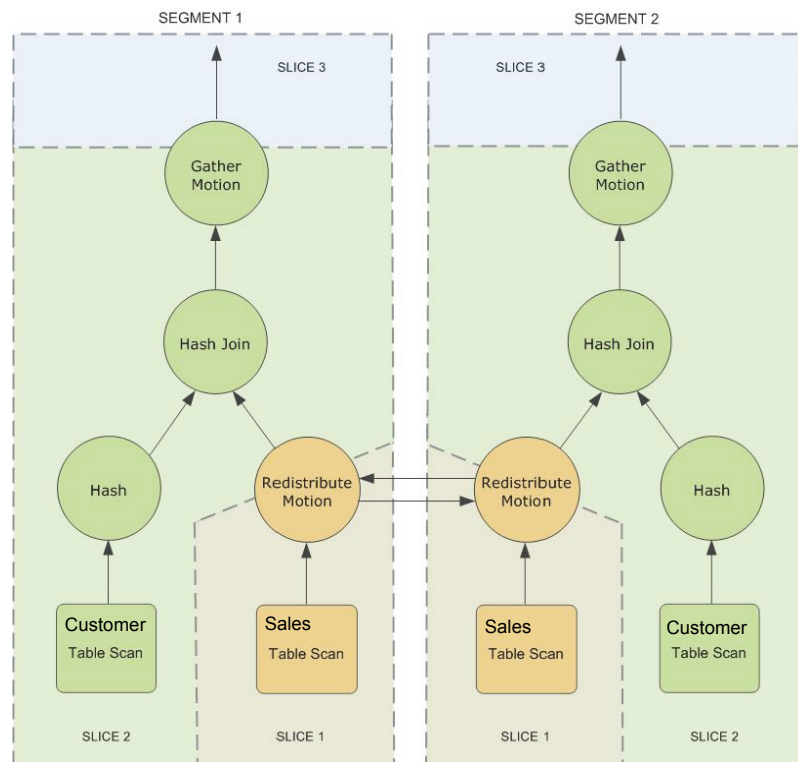 SEGMENT 1
SEGMENT 2
SLICE 3
SLICE 3
Gather
Motion
Gather
Motion
Hash Join
Hash Join
Hash
Redistribute
Motion
Redistribute
Motion
Hash
Customer
Table Scan
Sales
Table Scan
Sales
Table Scan
Customer
Table Scan
SLICE 2
SLICE 1
SLICE 1
SLICE 2